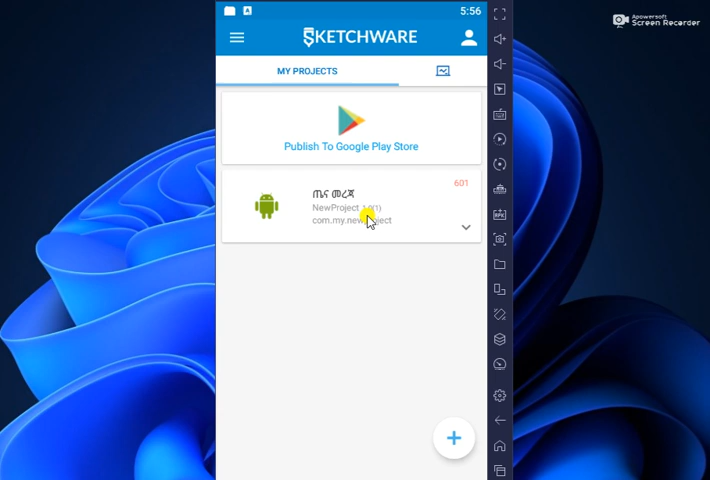 5:56
SKETCHWARE
MY PROJECTS
Publish To Google Play Store
601
ጤና መረጃ
NewProject 1.0(1)
com.my.newproject
Apowersoft
Screen Recorder